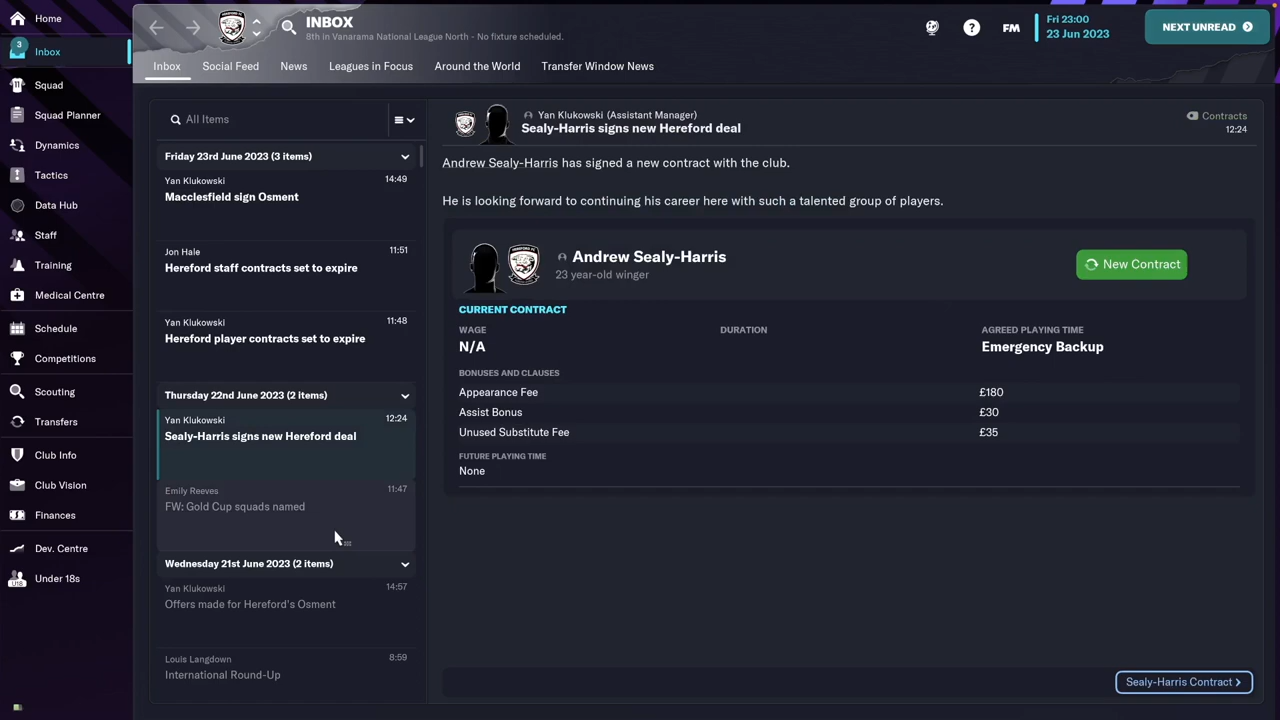 Home
3
Inbox
Squad
Squad Planner
Dynamics
Tactics
Data Hub
Staff
Training
Medical Centre
Schedule
Competitions
Scouting
Transfers
Club Info
Club Vision
Finances
Dev. Centre
U18
Under 18s
INBOX
8th in Vanarama National League North - No fixture scheduled.
?
FM
Fri 23:00
23 Jun 2023
NEXT UNREAD
Inbox
Social Feed
News
Leagues in Focus
Around the World
Transfer Window News
All Items
Friday 23rd June 2023 (3 items)
Yan Klukowski
14:49
Macclesfield sign Osment
Jon Hale
11:51
Hereford staff contracts set to expire
Yan Klukowski
11:48
Hereford player contracts set to expire
Thursday 22nd June 2023 (2 items)
Yan Klukowski
12:24
Sealy-Harris signs new Hereford deal
Emily Reeves
11:47
FW: Gold Cup squads named
Wednesday 21st June 2023 (2 items)
Yan Klukowski
14:57
Offers made for Hereford's Osment
Louis Langdown
8:59
International Round-Up
Yan Klukowski (Assistant Manager)
Sealy-Harris signs new Hereford deal
Contracts
12:24
Andrew Sealy-Harris has signed a new contract with the club.
He is looking forward to continuing his career here with such a talented group of players.
Andrew Sealy-Harris
23 year-old winger
New Contract
CURRENT CONTRACT
WAGE
N/A
DURATION
AGREED PLAYING TIME
Emergency Backup
BONUSES AND CLAUSES
Appearance Fee
£180
Assist Bonus
£30
Unused Substitute Fee
£35
FUTURE PLAYING TIME
None
Sealy-Harris Contract